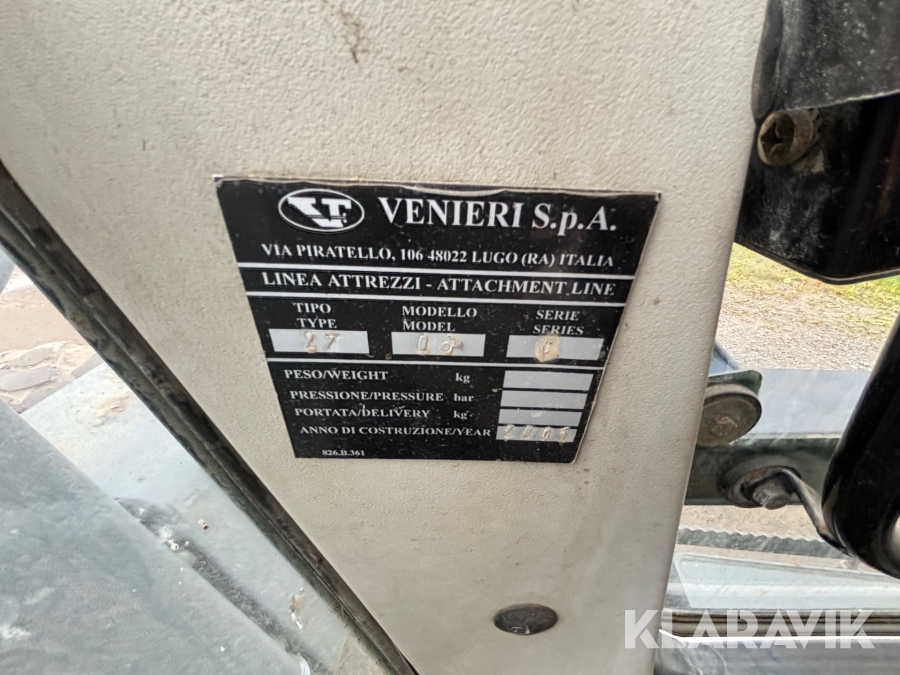 VENIERI S.p.A.
VIA PIRATELLO, 106 48022 LUGO (RA) ITALIA
LINEA ATTREZZI - ATTACHMENT LINE
TIPO MODELLO SERIE
TYPE MODEL SERIES
27
PESO/WEIGHT kg
PRESSIONE/PRESSURE bar
PORTATA/DELIVERY kg
ANNO DI COSTRUZIONE/YEAR
826.B.361
KLARAVIK